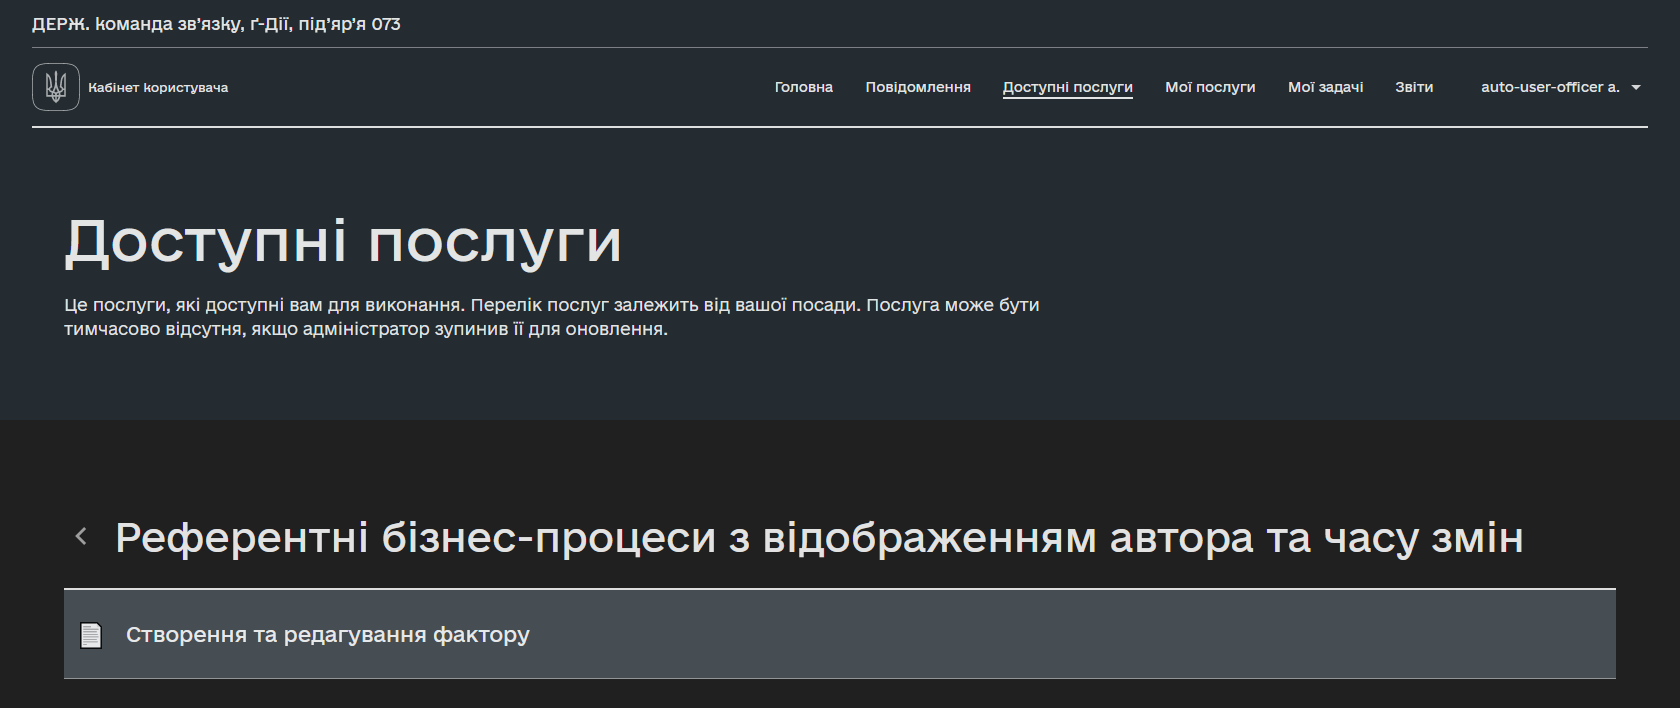 ДЕРЖ. команда зв’язку, ґ-Дії, під’яр’я 073
Кабінет користувача
Головна
Повідомлення
Доступні послуги
Мої послуги
Мої задачі
Звіти
auto-user-officer a.
Доступні послуги
Це послуги, які доступні вам для виконання. Перелік послуг залежить від вашої посади. Послуга може бути
тимчасово відсутня, якщо адміністратор зупинив її для оновлення.
Референтні бізнес-процеси з відображенням автора та часу змін
Створення та редагування фактору